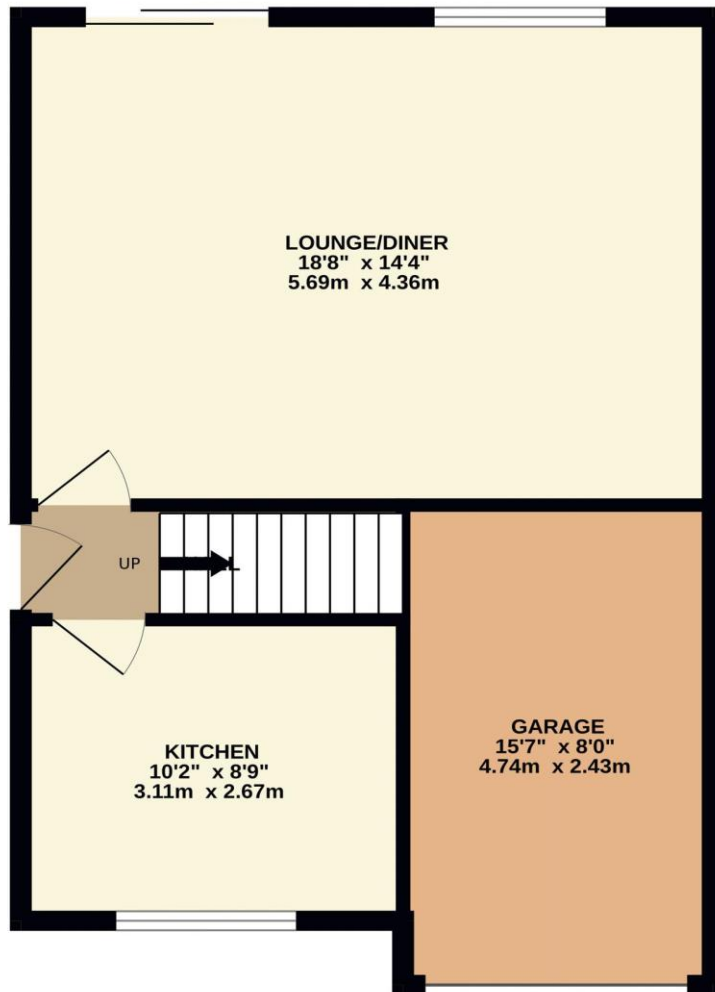 LOUNGE/DINER
18'8" x 14'4"
5.69m x 4.36m
UP
KITCHEN
10'2" x 8'9"
3.11m x 2.67m
GARAGE
15'7" x 8'0"
4.74m x 2.43m